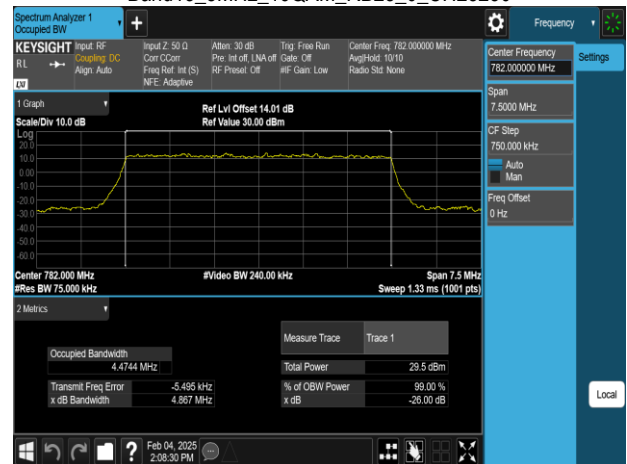 Spectrum Analyzer 1
Occupied BW
+
Frequency
KEYSIGHT
RL
LXI
Input: RF
Coupling: DC
Align: Auto
Input Z: 50 Ω
Corr CCorr
Freq Ref: Int (S)
NFE: Adaptive
Atten: 30 dB
Pre: Int off, LNA off
RF Preset: Off
Trig: Free Run
Gate: Off
#IF Gain: Low
Center Freq: 782.000000 MHz
Avg|Hold: 10/10
Radio Std: None
Center Frequency
782.000000 MHz
Settings
Span
7.5000 MHz
CF Step
750.000 kHz
Auto
Man
Freq Offset
0 Hz
Local
1 Graph
Scale/Div 10.0 dB
Ref Lvl Offset 14.01 dB
Ref Value 30.00 dBm
Log
20.0
10.0
0.00
-10.0
-20.0
-30.0
-40.0
-50.0
-60.0
Center 782.000 MHz
#Video BW 240.00 kHz
Span 7.5 MHz
#Res BW 75.000 kHz
Sweep 1.33 ms (1001 pts)
2 Metrics
Measure Trace
Trace 1
Occupied Bandwidth
4.4744 MHz
Total Power
29.5 dBm
Transmit Freq Error
-5.495 kHz
% of OBW Power
99.00 %
x dB Bandwidth
4.867 MHz
x dB
-26.00 dB
?
Feb 04, 2025
2:08:30 PM